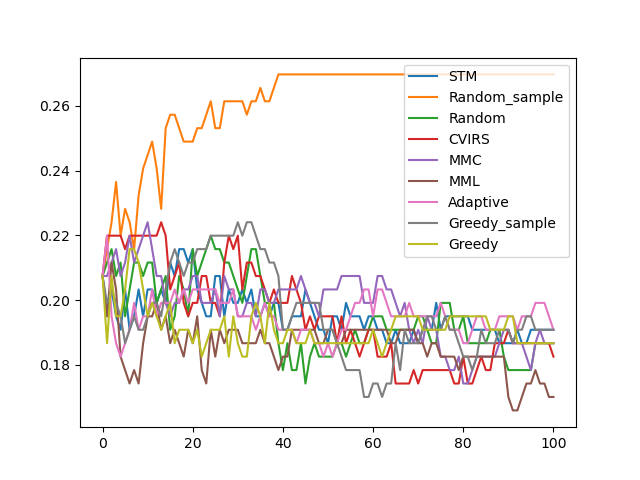 0.26
0.24
0.22
0.20
0.18
0
20
40
60
80
100
STM
Random_sample
Random
CVIRS
MMC
MML
Adaptive
Greedy_sample
Greedy